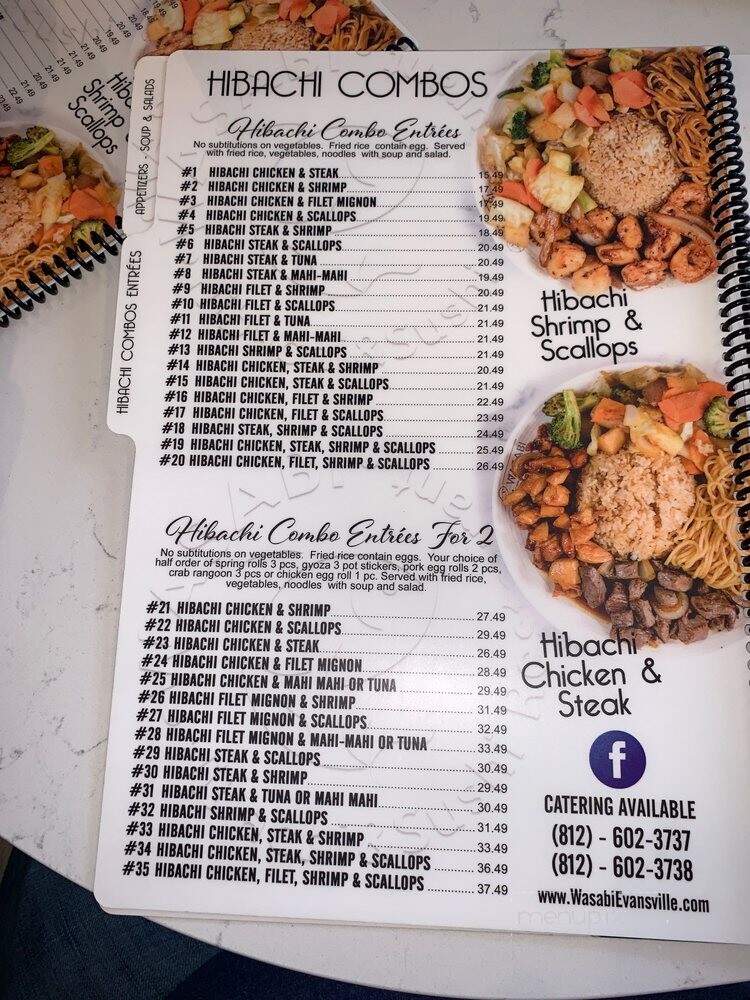 HIBACHI COMBOS
Hibachi Combo Entrées
No subtitutions on vegetables. Fried rice contain egg. Served
with fried rice, vegetables, noodles with soup and salad.
#1 HIBACHI CHICKEN & STEAK 15.49
#2 HIBACHI CHICKEN & SHRIMP 17.49
#3 HIBACHI CHICKEN & FILET MIGNON 17.49
#4 HIBACHI CHICKEN & SCALLOPS 19.49
#5 HIBACHI STEAK & SHRIMP 18.49
#6 HIBACHI STEAK & SCALLOPS 20.49
#7 HIBACHI STEAK & TUNA 20.49
#8 HIBACHI STEAK & MAHI-MAHI 19.49
#9 HIBACHI FILET & SHRIMP 20.49
#10 HIBACHI FILET & SCALLOPS 21.49
#11 HIBACHI FILET & TUNA 21.49
#12 HIBACHI FILET & MAHI-MAHI 21.49
#13 HIBACHI SHRIMP & SCALLOPS 21.49
#14 HIBACHI CHICKEN, STEAK & SHRIMP 20.49
#15 HIBACHI CHICKEN, STEAK & SCALLOPS 21.49
#16 HIBACHI CHICKEN, FILET & SHRIMP 22.49
#17 HIBACHI CHICKEN, FILET & SCALLOPS 23.49
#18 HIBACHI STEAK, SHRIMP & SCALLOPS 24.49
#19 HIBACHI CHICKEN, STEAK, SHRIMP & SCALLOPS 25.49
#20 HIBACHI CHICKEN, FILET, SHRIMP & SCALLOPS 26.49
Hibachi Combo Entrées For 2
No subtitutions on vegetables. Fried rice contain eggs. Your choice of
half order of spring rolls 3 pcs, gyoza 3 pot stickers, pork egg rolls 2 pcs,
crab rangoon 3 pcs or chicken egg roll 1 pc. Served with fried rice,
vegetables, noodles with soup and salad.
#21 HIBACHI CHICKEN & SHRIMP 27.49
#22 HIBACHI CHICKEN & SCALLOPS 29.49
#23 HIBACHI CHICKEN & STEAK 26.49
#24 HIBACHI CHICKEN & FILET MIGNON 28.49
#25 HIBACHI CHICKEN & MAHI MAHI OR TUNA 29.49
#26 HIBACHI FILET MIGNON & SHRIMP 31.49
#27 HIBACHI FILET MIGNON & SCALLOPS 32.49
#28 HIBACHI FILET MIGNON & MAHI-MAHI OR TUNA 33.49
#29 HIBACHI STEAK & SCALLOPS 30.49
#30 HIBACHI STEAK & SHRIMP 29.49
#31 HIBACHI STEAK & TUNA OR MAHI MAHI 30.49
#32 HIBACHI SHRIMP & SCALLOPS 31.49
#33 HIBACHI CHICKEN, STEAK & SHRIMP 33.49
#34 HIBACHI CHICKEN, STEAK, SHRIMP & SCALLOPS 36.49
#35 HIBACHI CHICKEN, FILET, SHRIMP & SCALLOPS 37.49
Hibachi
Shrimp &
Scallops
Hibachi
Chicken &
Steak
f
CATERING AVAILABLE
(812) - 602-3737
(812) - 602-3738
www.WasabiEvansville.com
APPETIZERS - SOUP & SALADS
HIBACHI COMBOS ENTRÉES
Shrimp &
Scallops